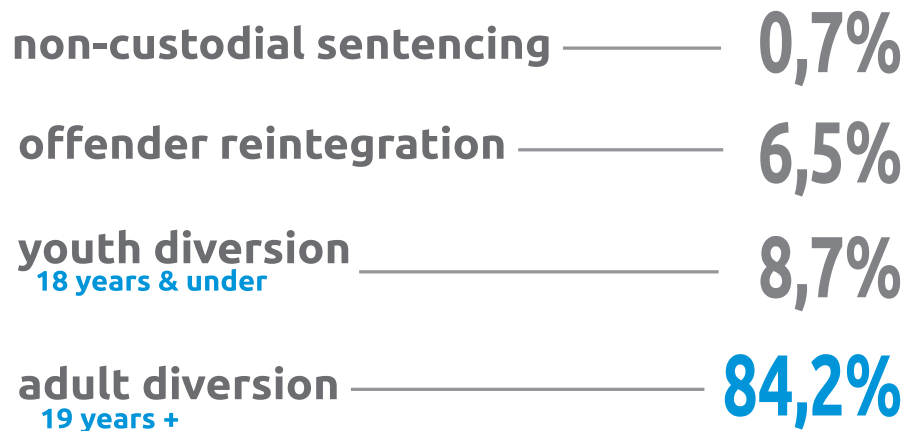 non-custodial sentencing 0,7%
offender reintegration 6,5%
youth diversion 8,7%
18 years & under
adult diversion 84,2%
19 years +